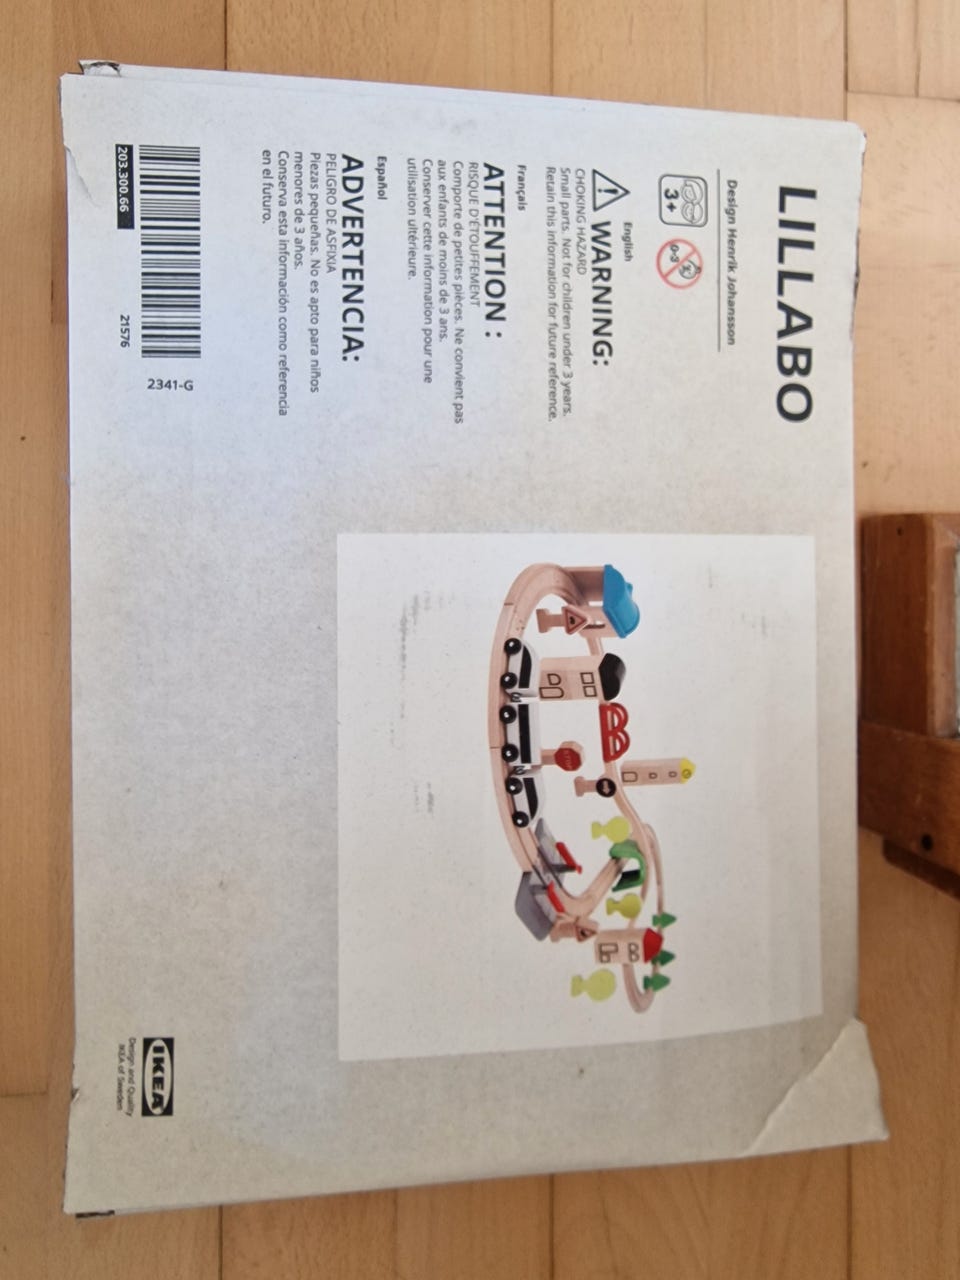 LILLABO
Design Henrik Johansson
3+
0-3
English
WARNING:
CHOKING HAZARD
Small parts. Not for children under 3 years.
Retain this information for future reference.
Français
ATTENTION :
RISQUE D'ÉTOUFFEMENT
Comporte de petites pièces. Ne convient pas
aux enfants de moins de 3 ans.
Conserver cette information pour une
utilisation ultérieure.
Español
ADVERTENCIA:
PELIGRO DE ASFIXIA
Piezas pequeñas. No es apto para niños
menores de 3 años.
Conserva esta información como referencia
en el futuro.
203.300.66
21576
2341-G
STOP
IKEA
Design and Quality
IKEA of Sweden